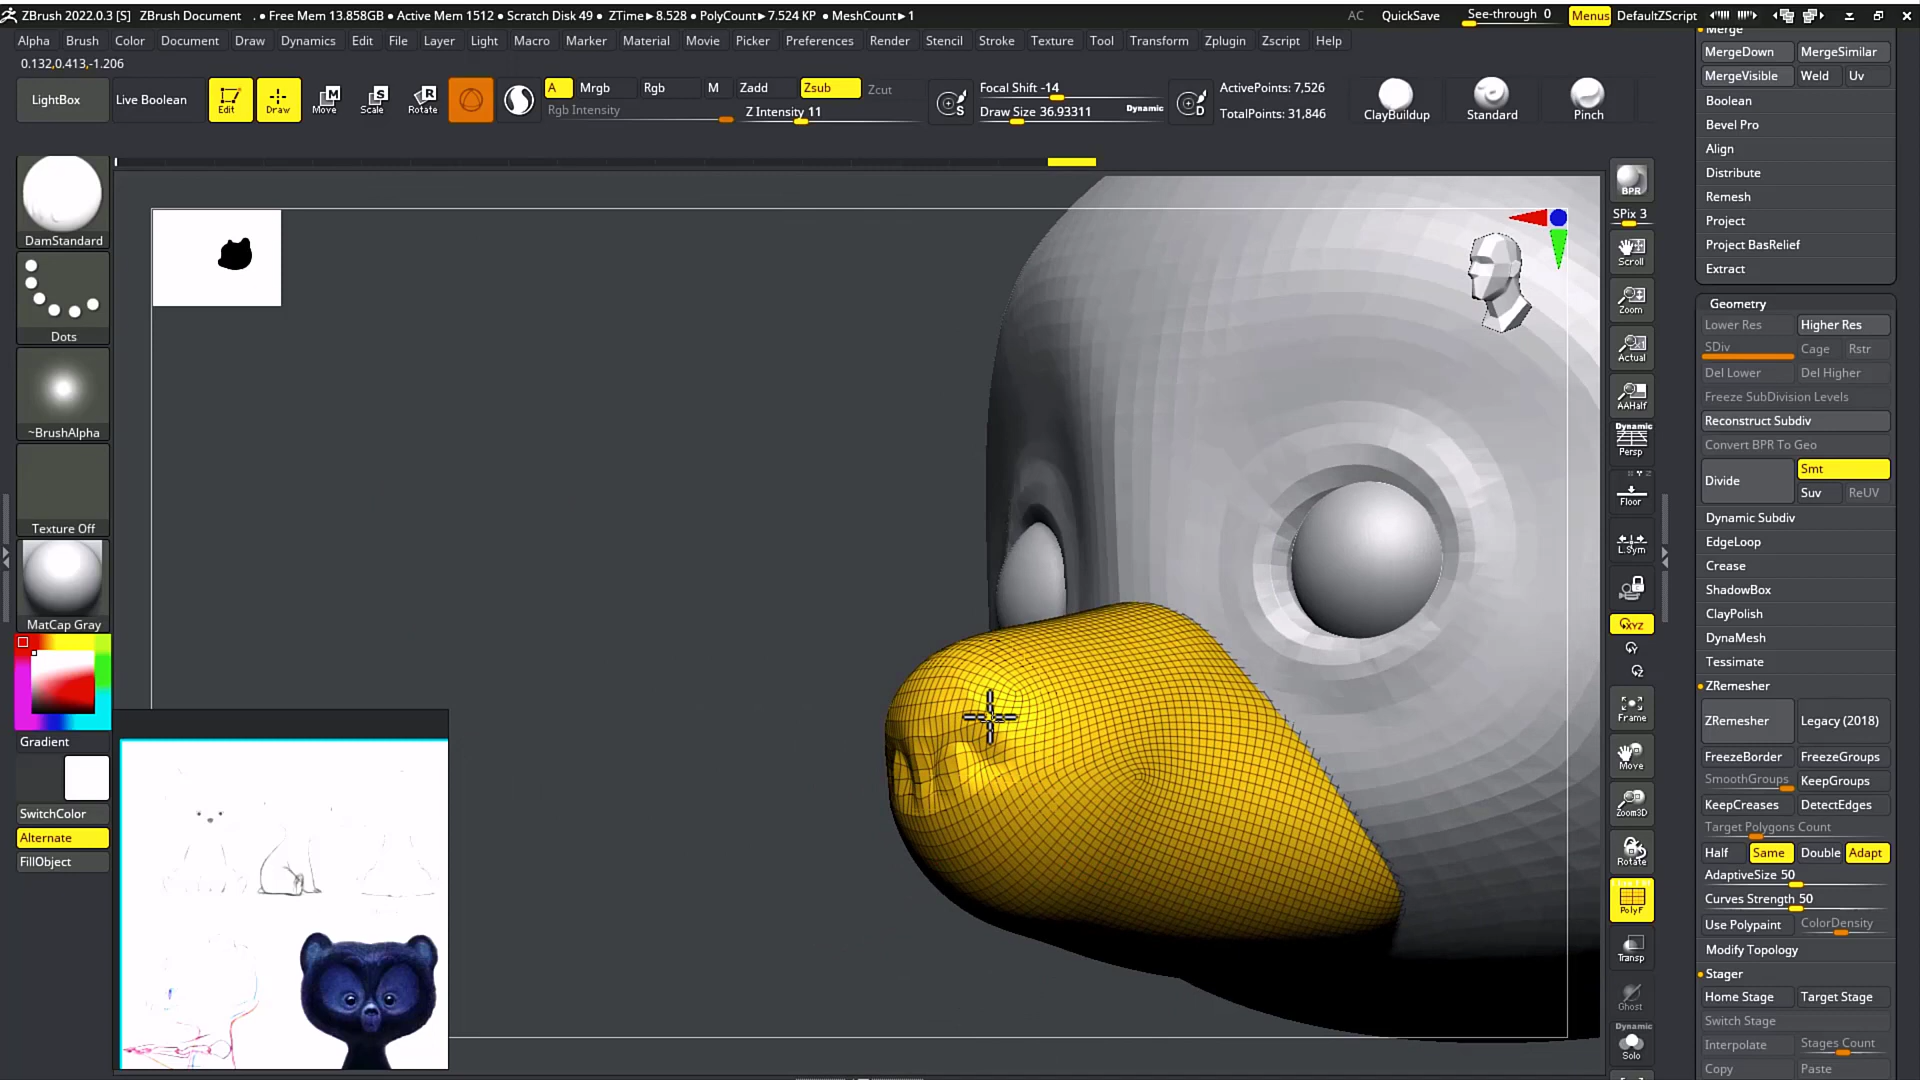 ZBrush 2022.0.3 [S] ZBrush Document . ● Free Mem 13.858GB ● Active Mem 1512 ● Scratch Disk 49 ● ZTime►8.528 ● PolyCount►7.524 KP ● MeshCount►1 AC QuickSave See-through 0 Menus DefaultZScript
Alpha Brush Color Document Draw Dynamics Edit File Layer Light Macro Marker Material Movie Picker Preferences Render Stencil Stroke Texture Tool Transform Zplugin Zscript Help
0.132,0.413,-1.206
LightBox
Live Boolean
Edit
Draw
Move
Scale
Rotate
A Mrgb Rgb M Zadd Zsub Zcut
Rgb Intensity Z Intensity 11
S
Focal Shift -14
Draw Size 36.93311 Dynamic
D
ActivePoints: 7,526
TotalPoints: 31,846
ClayBuildup
Standard
Pinch
DamStandard
Dots
~BrushAlpha
Texture Off
MatCap Gray
Gradient
SwitchColor
Alternate
FillObject
BPR
SPix 3
Scroll
Zoom
Actual
AAHalf
Dynamic
Persp
Floor
L.Sym
XYZ
Y
Z
Frame
Move
Zoom3D
Rotate
PolyF
Transp
Ghost
Dynamic
Solo
Merge
MergeDown MergeSimilar
MergeVisible Weld Uv
Boolean
Bevel Pro
Align
Distribute
Remesh
Project
Project BasRelief
Extract
Geometry
Lower Res Higher Res
SDiv Cage Rstr
Del Lower Del Higher
Freeze SubDivision Levels
Reconstruct Subdiv
Convert BPR To Geo
Divide Smt
Suv ReUV
Dynamic Subdiv
EdgeLoop
Crease
ShadowBox
ClayPolish
DynaMesh
Tessimate
ZRemesher
ZRemesher Legacy (2018)
FreezeBorder FreezeGroups
SmoothGroups KeepGroups
KeepCreases DetectEdges
Target Polygons Count
Half Same Double Adapt
AdaptiveSize 50
Curves Strength 50
Use Polypaint ColorDensity
Modify Topology
Stager
Home Stage Target Stage
Switch Stage
Interpolate Stages Count
Copy Paste